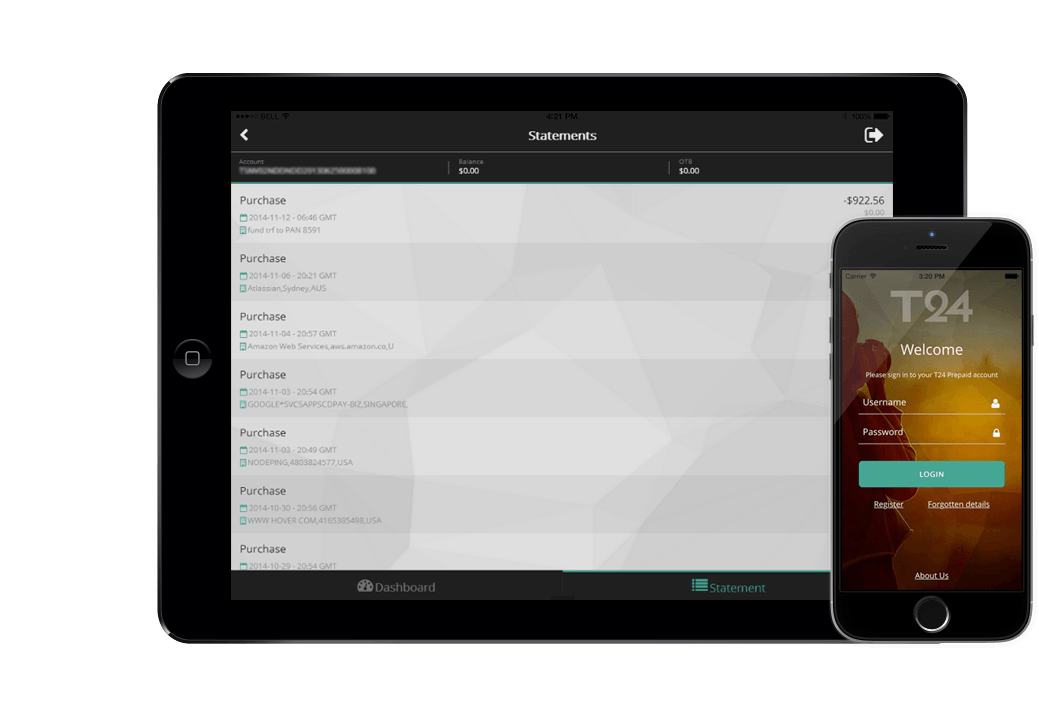 BELL
4:21 PM
100%
Statements
Account
Balance
$0.00
OTB
$0.00
Purchase
-$922.56
2014-11-12 - 06:46 GMT
$0.00
fund trf to PAN 8591
Purchase
2014-11-06 - 20:21 GMT
Atlassian,Sydney,AUS
Purchase
2014-11-04 - 20:57 GMT
Amazon Web Services,aws.amazon.co,U
Purchase
2014-11-03 - 20:54 GMT
GOOGLE*SVCSAPPSCDPAY-BIZ,SINGAPORE,
Purchase
2014-11-03 - 20:49 GMT
NODEPING,4803824577,USA
Purchase
2014-10-30 - 20:56 GMT
WWW HOVER COM,4165385498,USA
Purchase
2014-10-29 - 20:54 GMT
Dashboard
Statement
Carrier
3:20 PM
T24
Welcome
Please sign in to your T24 Prepaid account
Username
Password
LOGIN
Register Forgotten details
About Us